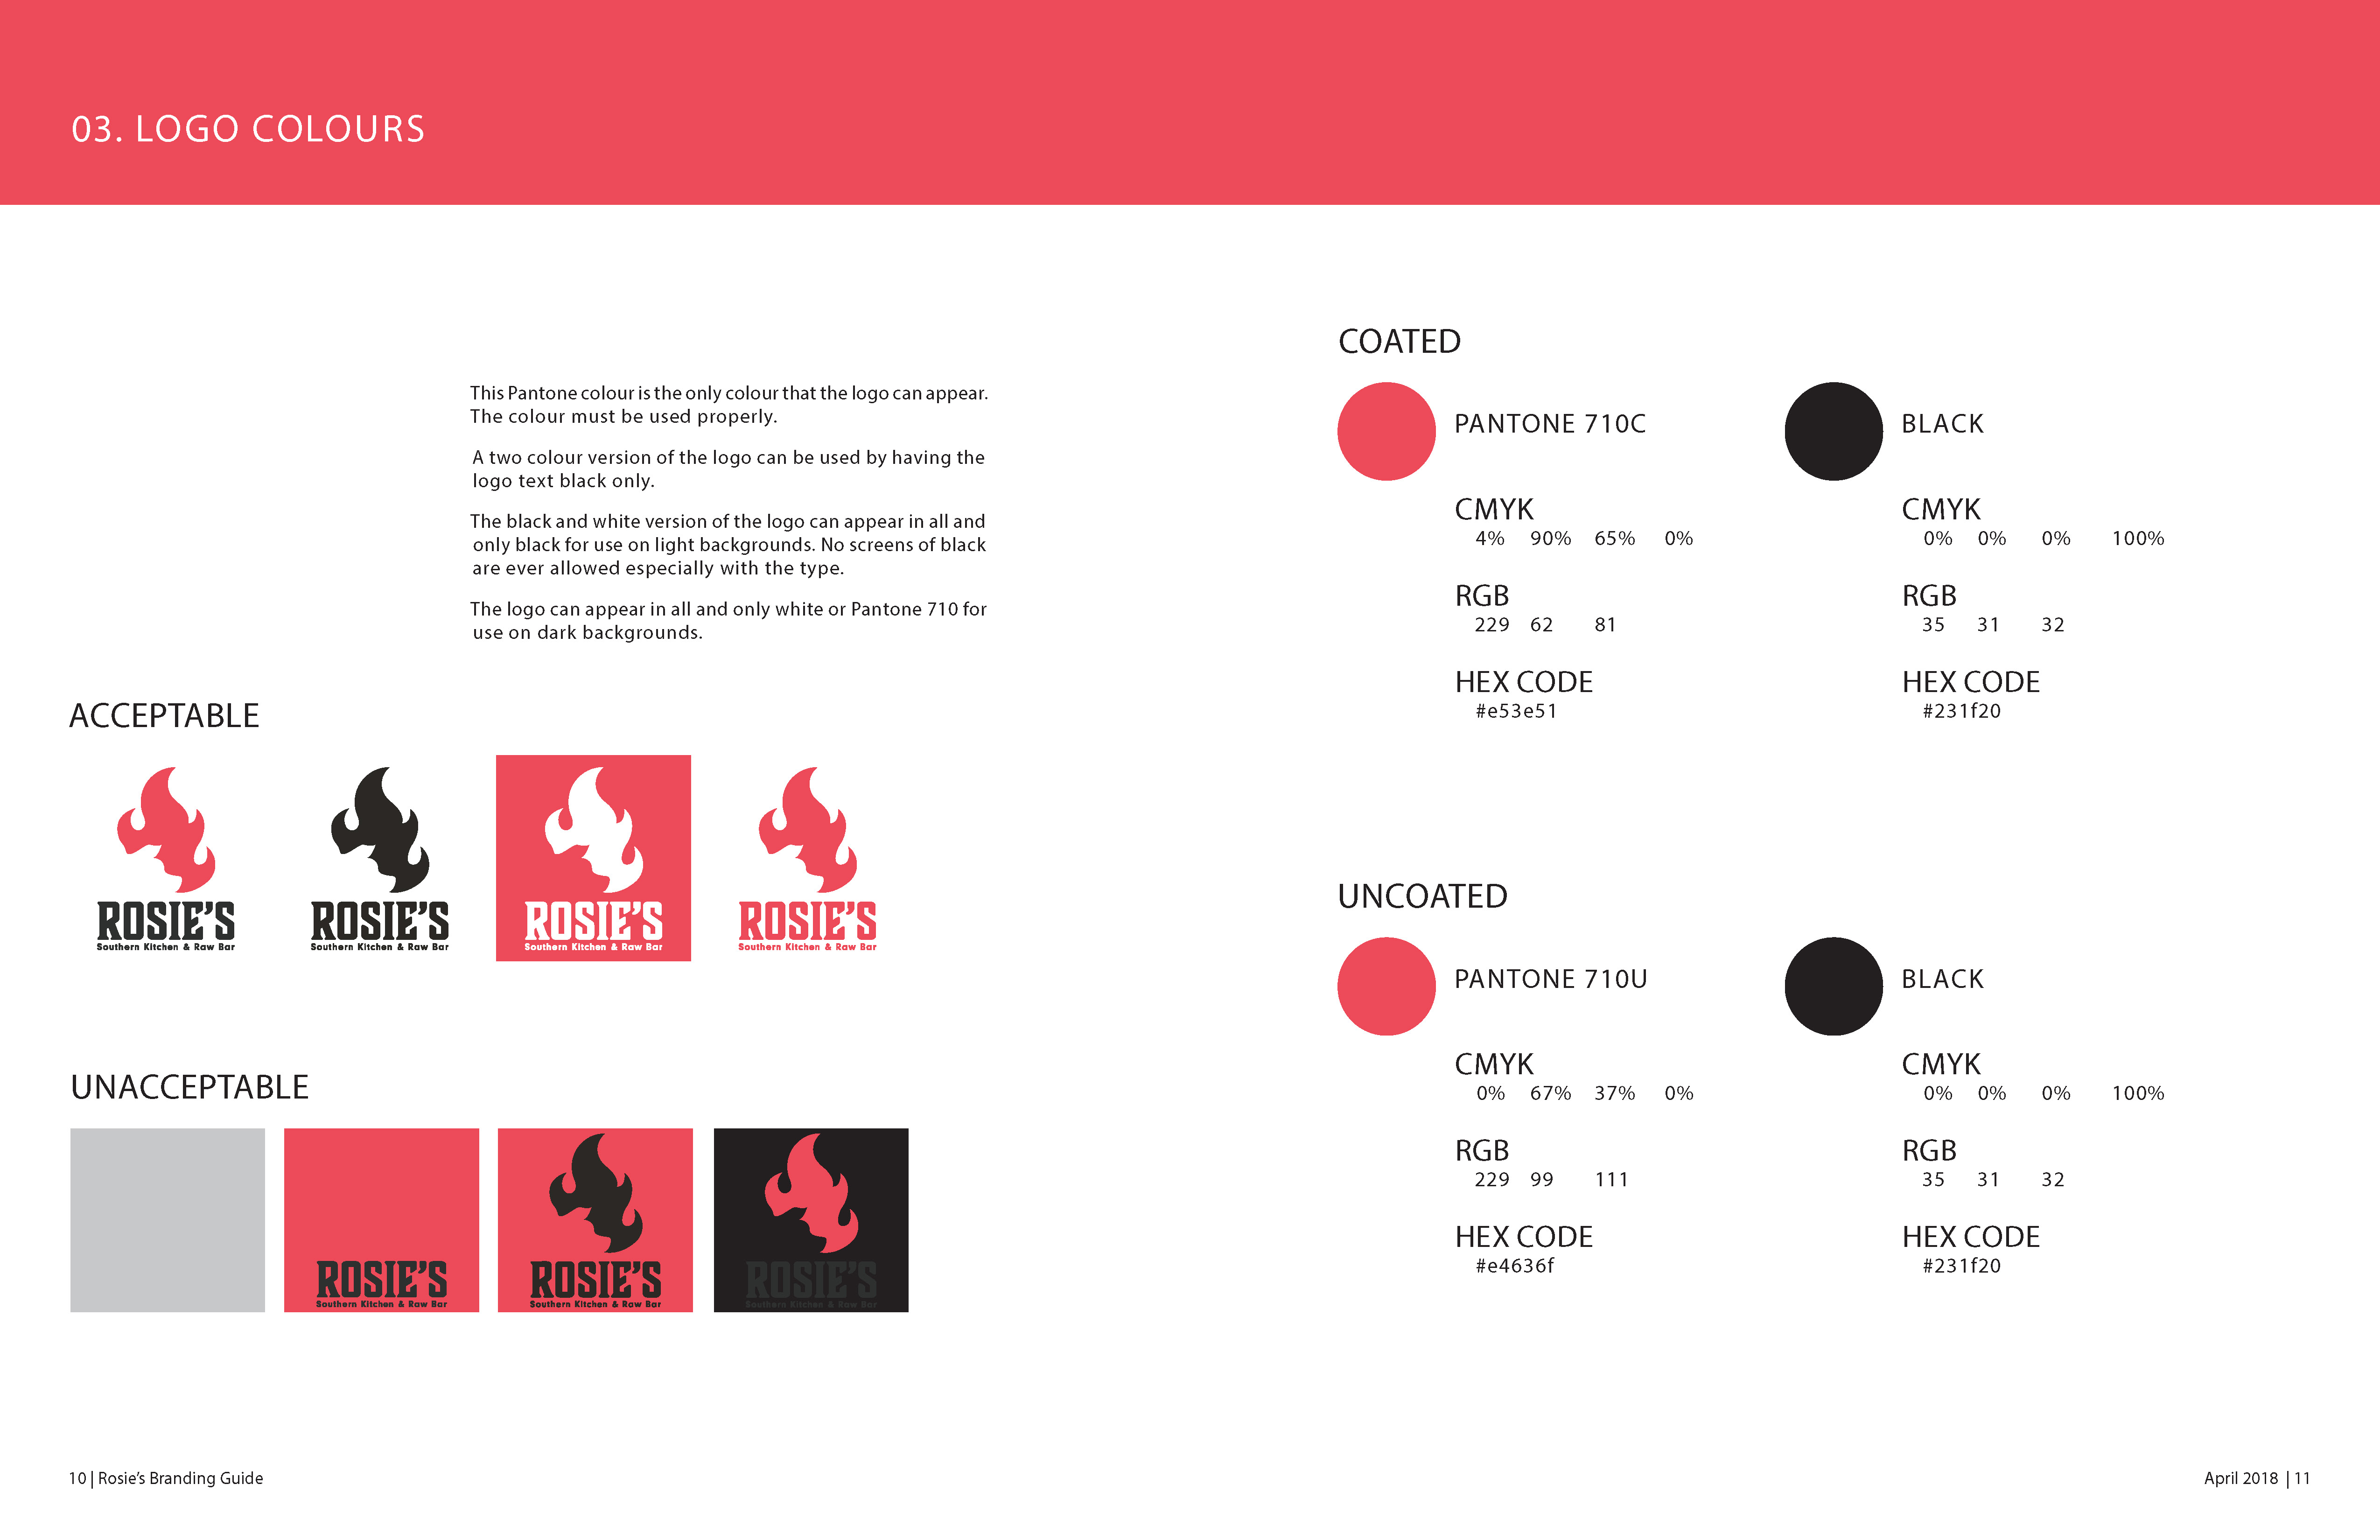 03. LOGO COLOURS
This Pantone colour is the only colour that the logo can appear.
The colour must be used properly.
A two colour version of the logo can be used by having the
logo text black only.
The black and white version of the logo can appear in all and
only black for use on light backgrounds. No screens of black
are ever allowed especially with the type.
The logo can appear in all and only white or Pantone 710 for
use on dark backgrounds.
ACCEPTABLE
ROSIE'S
Southern Kitchen & Raw Bar
ROSIE'S
Southern Kitchen & Raw Bar
ROSIE'S
Southern Kitchen & Raw Bar
ROSIE'S
Southern Kitchen & Raw Bar
UNACCEPTABLE
ROSIE'S
Southern Kitchen & Raw Bar
ROSIE'S
Southern Kitchen & Raw Bar
ROSIE'S
Southern Kitchen & Raw Bar
10 | Rosie's Branding Guide
COATED
PANTONE 710C
CMYK
4% 90% 65% 0%
RGB
229 62 81
HEX CODE
#e53e51
BLACK
CMYK
0% 0% 0% 100%
RGB
35 31 32
HEX CODE
#231f20
UNCOATED
PANTONE 710U
CMYK
0% 67% 37% 0%
RGB
229 99 111
HEX CODE
#e4636f
BLACK
CMYK
0% 0% 0% 100%
RGB
35 31 32
HEX CODE
#231f20
April 2018 | 11